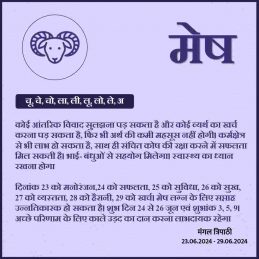 मेष
चू, चे, चो, ला, ली, लू, ले, लो, अ
कोई आंतरिक विवाद सुलझना पड़ सकता है और कोई व्यर्थ का खर्च
करना पड़ सकता है, फिर भी अर्थ की कमी महसूस नहीं होगी। कर्मक्षेत्र
से भी लाभ हो सकता है, साथ ही संचित कोष की रक्षा करने में सफलता
मिल सकती है। भाई- बंधुओं से सहयोग मिलेगा। स्वास्थ्य का ध्यान
रखना होगा
दिनांक 23 को मनोरंजन,24 को सफलता, 25 को सुविधा, 26 को सुख,
27 को व्यस्तता, 28 को हैरानी, 29 को खर्च। मेष लग्न के लिए सप्ताह
उन्नतिकारक हो सकता है। शुभ दिन 24 से 26 जून एवं शुभांक 3, 5, 9।
अच्छे परिणाम के लिए काले उड़द का दान करना लाभदायक रहेगा
मंगल त्रिपाठी
23.06.2024 - 29.06.2024